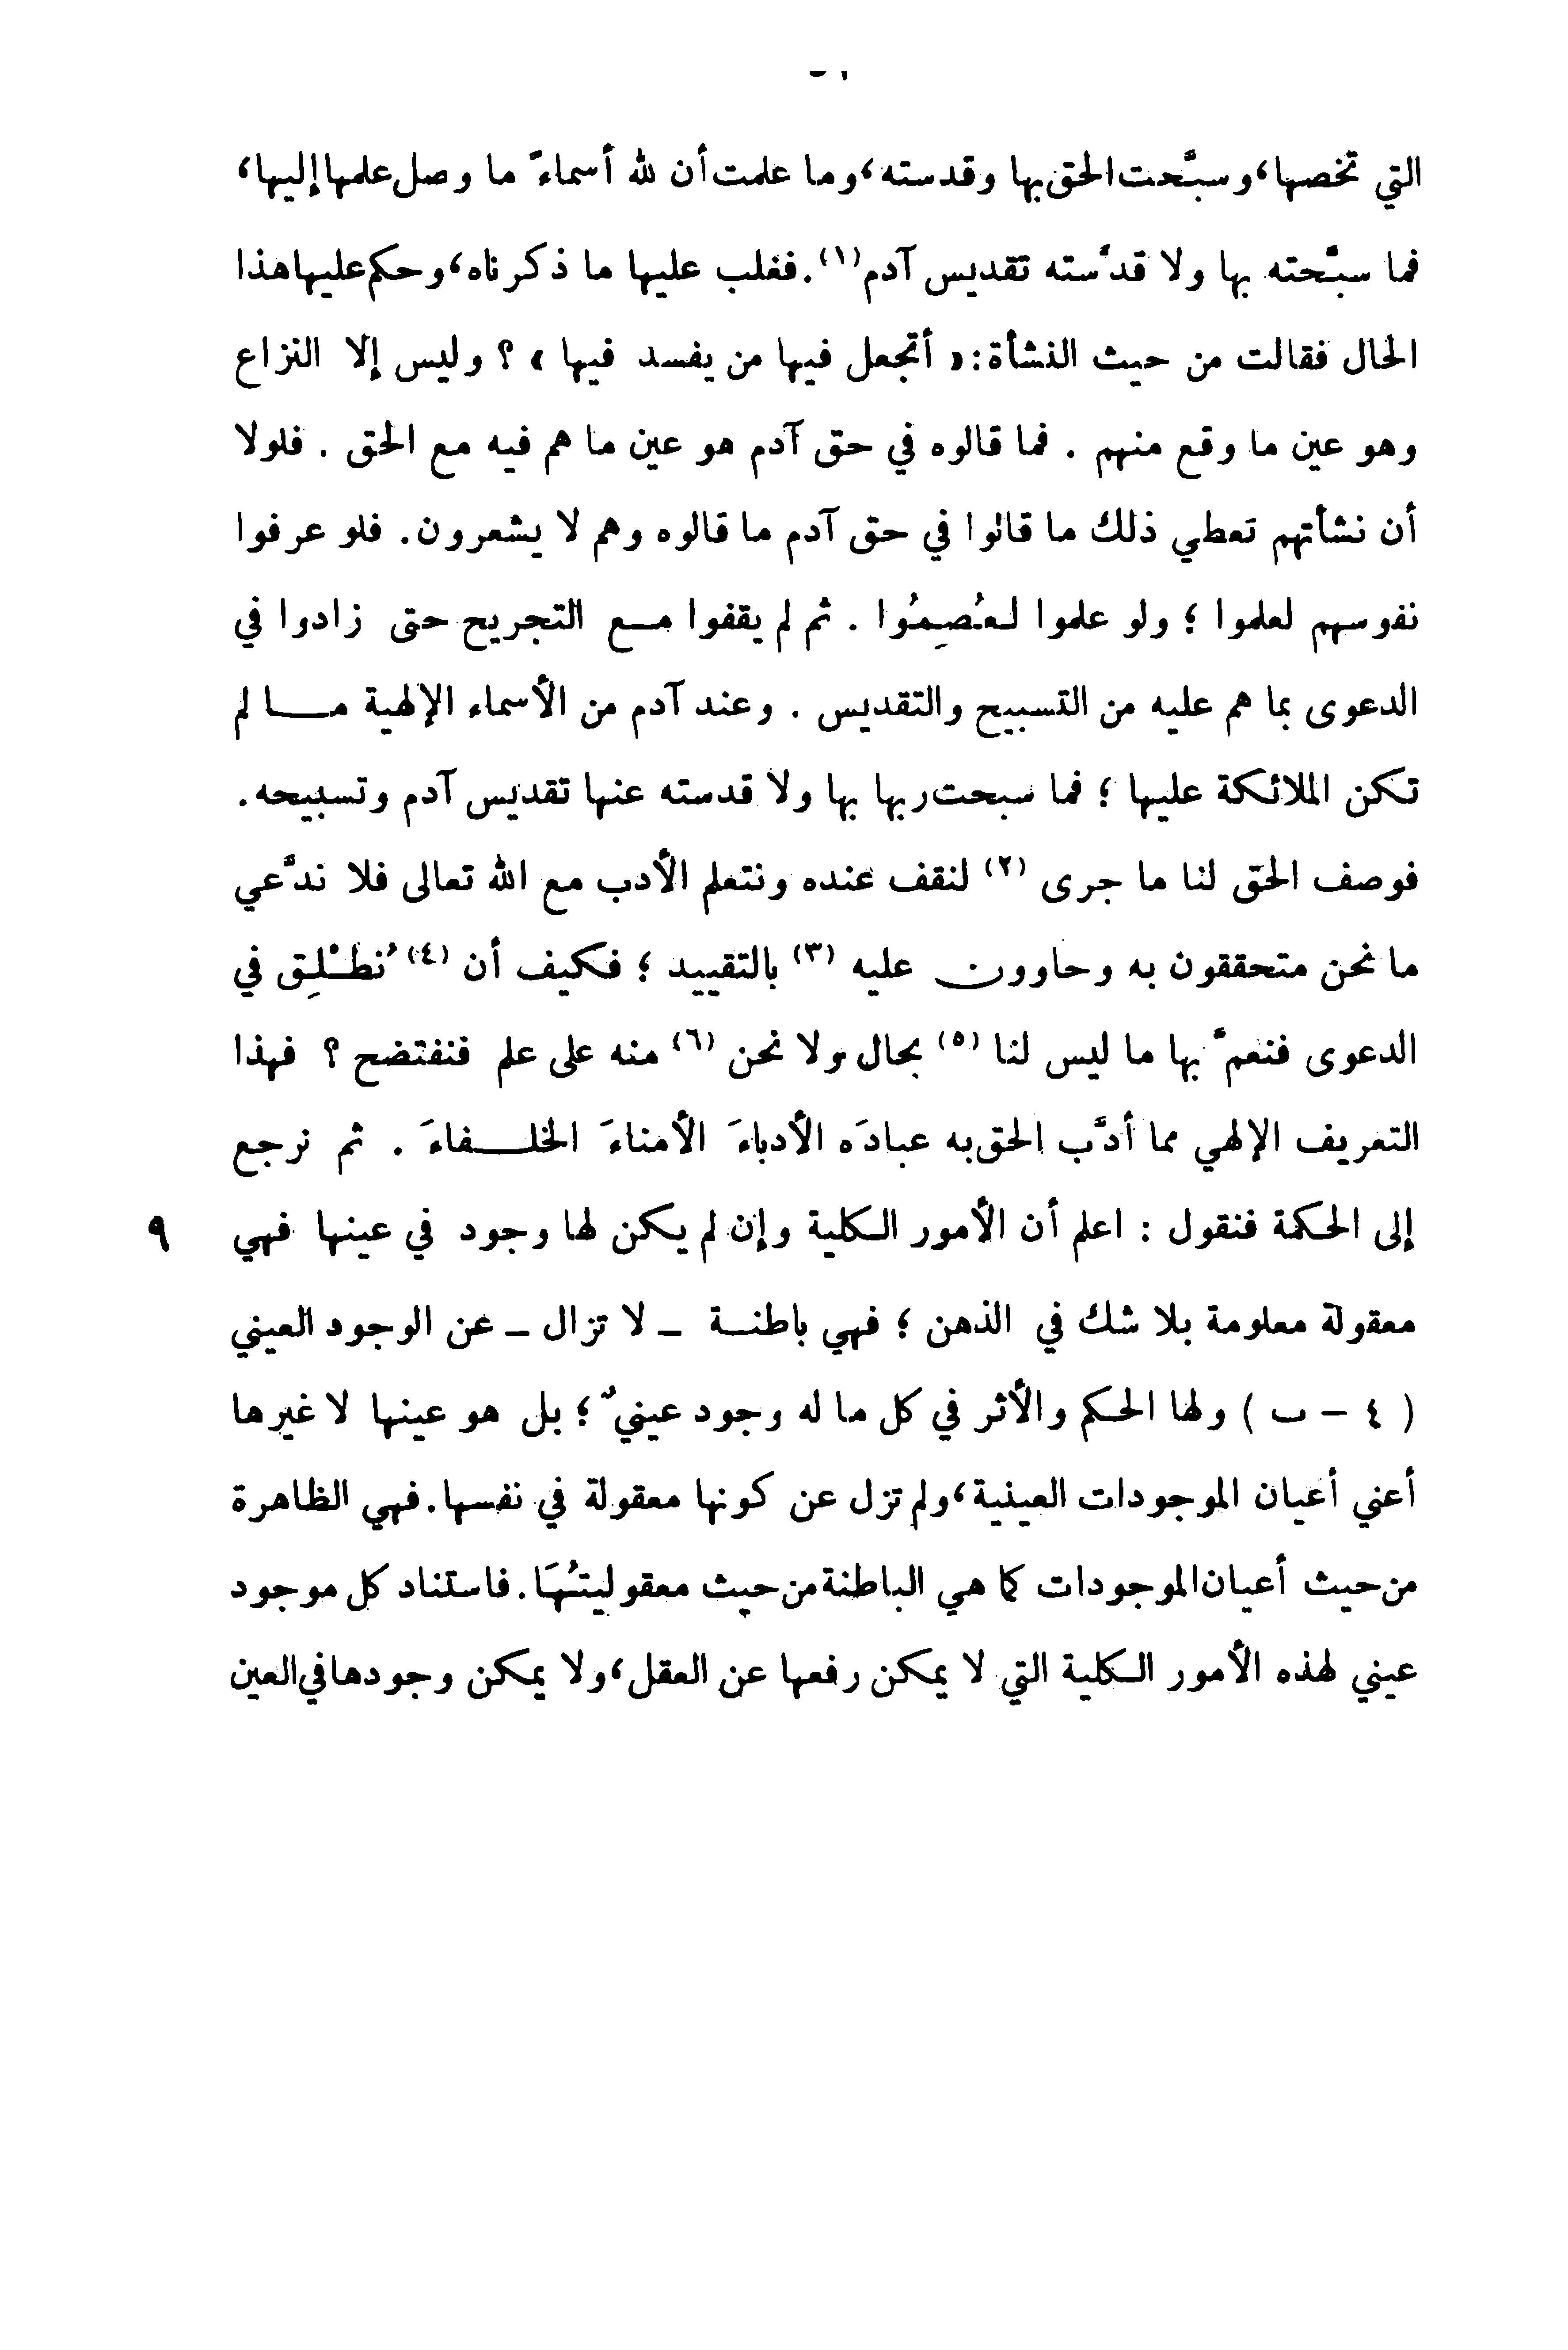 التي تخصها، وسبَّحت الحق بها وقدسته، وما علمت أن لله أسماءً ما وصل علمها إليها،
فما سبَّحته بها ولا قدَّسته تقديس آدم (١). فغلب عليها ما ذكرناه، وحكم عليها هذا
الحال فقالت من حيث النشأة: « أتجعل فيها من يفسد فيها » ؟ وليس إلا النزاع
وهو عين ما وقع منهم . فما قالوه في حق آدم هو عين ما هم فيه مع الحق . فلولا
أن نشأتهم تعطي ذلك ما قالوا في حق آدم ما قالوه وهم لا يشعرون. فلو عرفوا
نفوسهم لعلموا ؛ ولو علموا لعُصِمُوا . ثم لم يقفوا مع التجريح حتى زادوا في
الدعوى بما هم عليه من التسبيح والتقديس . وعند آدم من الأسماء الإلهية ما لم
تكن الملائكة عليها ؛ فما سبحت ربها بها ولا قدسته عنها تقديس آدم وتسبيحه.
فوصف الحق لنا ما جرى (٢) لنقف عنده ونتعلم الأدب مع الله تعالى فلا ندَّعي
ما نحن متحققون به وحاوون عليه (٣) بالتقييد ؛ فكيف أن (٤) نُطْلِق في
الدعوى فنعمَّ بها ما ليس لنا (٥) بحال ولا نحن (٦) منه على علم فنفتضح ؟ فهذا
التعريف الإلهي مما أدَّب الحق به عبادَه الأدباءَ الأمناءَ الخلفاءَ . ثم نرجع
إلى الحكمة فنقول : اعلم أن الأمور الكلية وإن لم يكن لها وجود في عينها فهي ٩
معقولة معلومة بلا شك في الذهن ؛ فهي باطنة – لا تزال – عن الوجود العيني
( ٤ – ب ) ولها الحكم والأثر في كل ما له وجود عينيٌ ؛ بل هو عينها لا غيرها
أعني أعيان الموجودات العينية، ولم تزل عن كونها معقولة في نفسها. فهي الظاهرة
من حيث أعيان الموجودات كما هي الباطنة من حيث معقوليتُهَا. فاستناد كل موجود
عيني لهذه الأمور الكلية التي لا يمكن رفعها عن العقل، ولا يمكن وجودها في العين